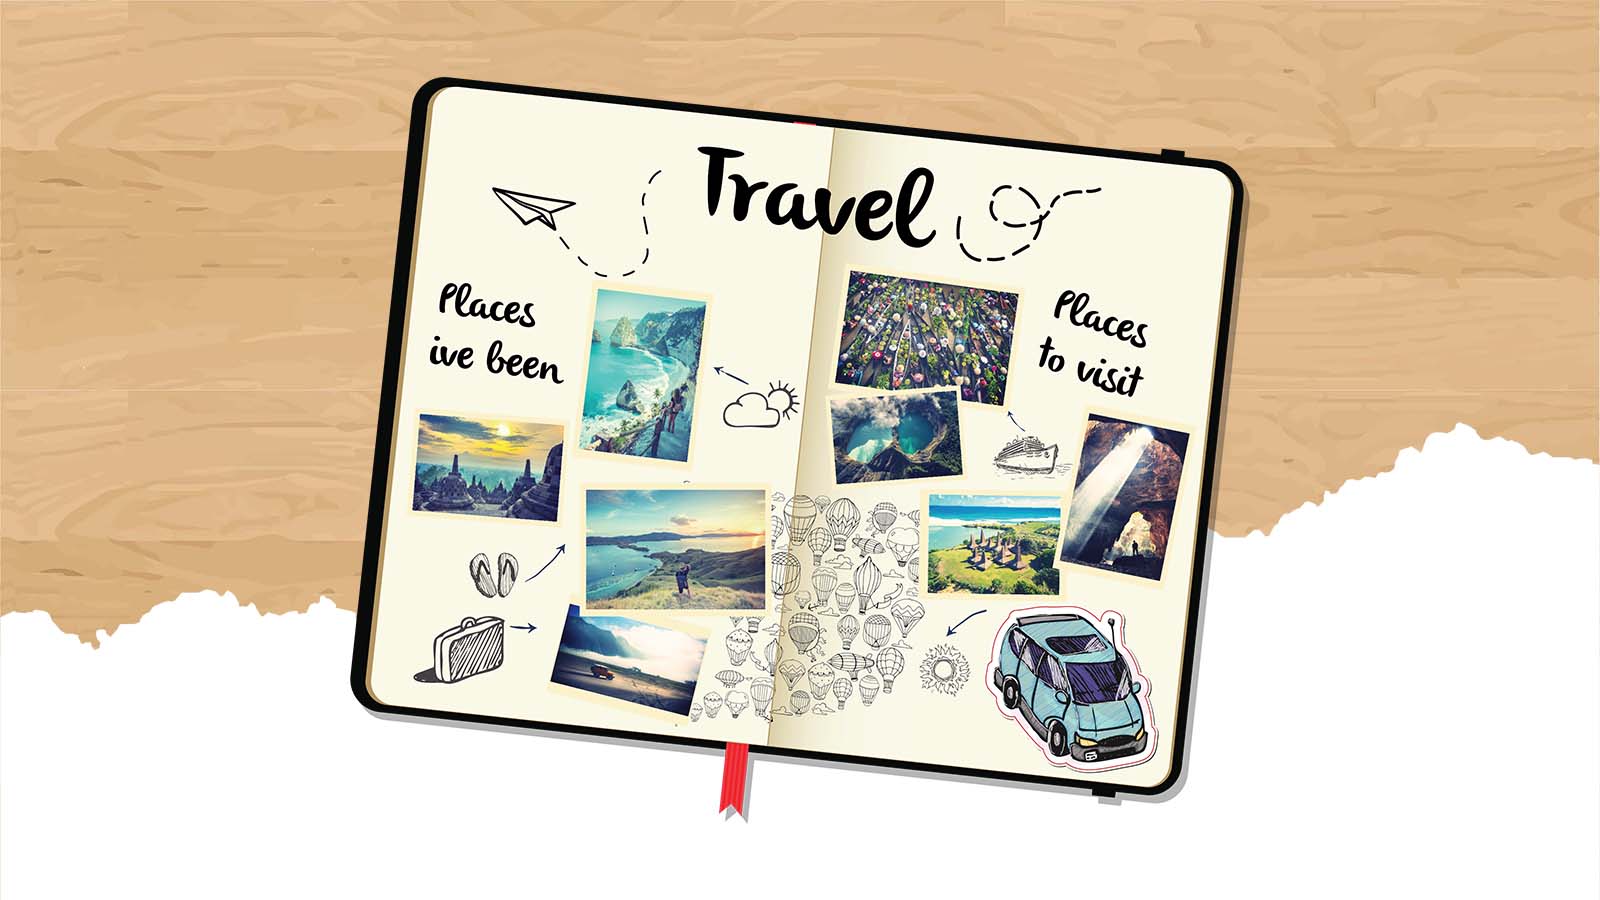 Travel
Places
ive been
Places
to visit